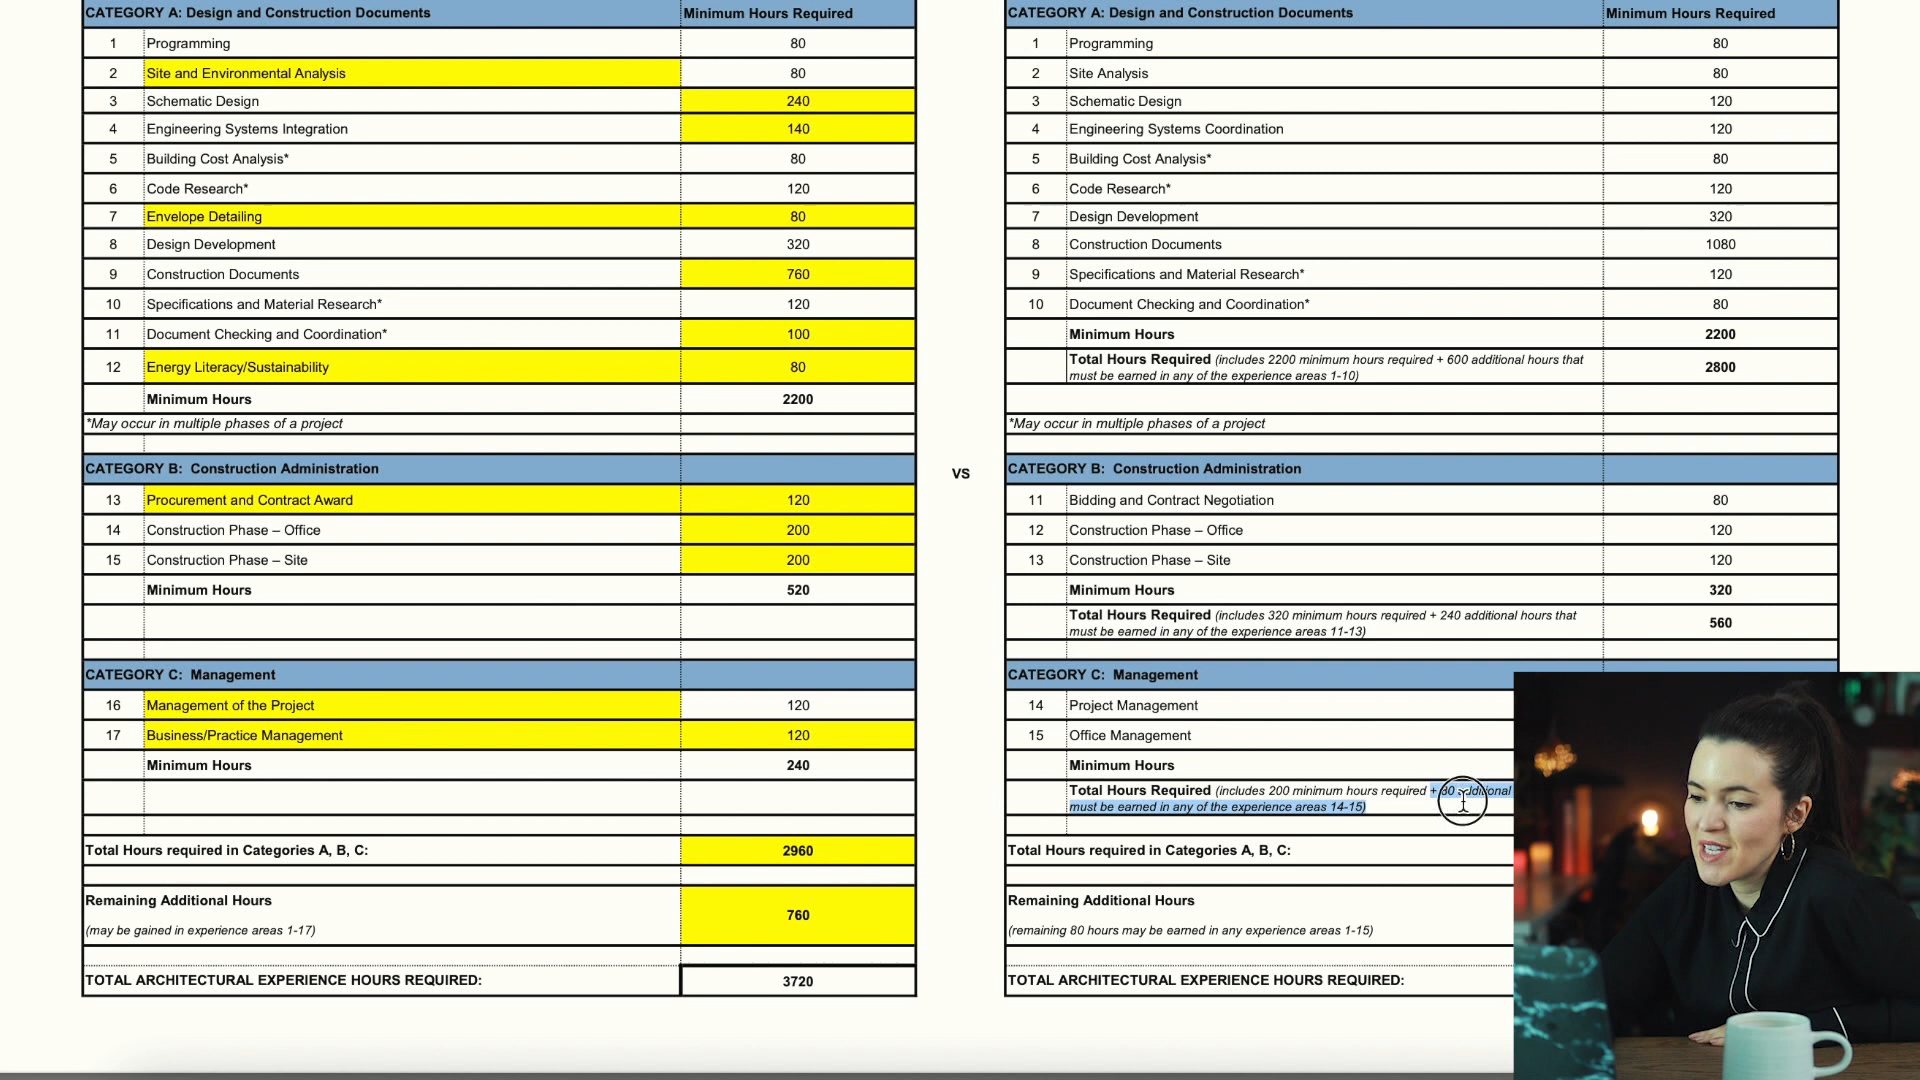 CATEGORY A: Design and Construction Documents Minimum Hours Required
1 Programming 80
2 Site and Environmental Analysis 80
3 Schematic Design 240
4 Engineering Systems Integration 140
5 Building Cost Analysis* 80
6 Code Research* 120
7 Envelope Detailing 80
8 Design Development 320
9 Construction Documents 760
10 Specifications and Material Research* 120
11 Document Checking and Coordination* 100
12 Energy Literacy/Sustainability 80
Minimum Hours 2200
*May occur in multiple phases of a project
CATEGORY B: Construction Administration
13 Procurement and Contract Award 120
14 Construction Phase – Office 200
15 Construction Phase – Site 200
Minimum Hours 520
CATEGORY C: Management
16 Management of the Project 120
17 Business/Practice Management 120
Minimum Hours 240
Total Hours required in Categories A, B, C: 2960
Remaining Additional Hours
760
(may be gained in experience areas 1-17)
TOTAL ARCHITECTURAL EXPERIENCE HOURS REQUIRED: 3720
VS
CATEGORY A: Design and Construction Documents Minimum Hours Required
1 Programming 80
2 Site Analysis 80
3 Schematic Design 120
4 Engineering Systems Coordination 120
5 Building Cost Analysis* 80
6 Code Research* 120
7 Design Development 320
8 Construction Documents 1080
9 Specifications and Material Research* 120
10 Document Checking and Coordination* 80
Minimum Hours 2200
Total Hours Required (includes 2200 minimum hours required + 600 additional hours that
must be earned in any of the experience areas 1-10) 2800
*May occur in multiple phases of a project
CATEGORY B: Construction Administration
11 Bidding and Contract Negotiation 80
12 Construction Phase – Office 120
13 Construction Phase – Site 120
Minimum Hours 320
Total Hours Required (includes 320 minimum hours required + 240 additional hours that
must be earned in any of the experience areas 11-13) 560
CATEGORY C: Management
14 Project Management
15 Office Management
Minimum Hours
Total Hours Required (includes 200 minimum hours required + 80 additional
must be earned in any of the experience areas 14-15)
Total Hours required in Categories A, B, C:
Remaining Additional Hours
(remaining 80 hours may be earned in any experience areas 1-15)
TOTAL ARCHITECTURAL EXPERIENCE HOURS REQUIRED: